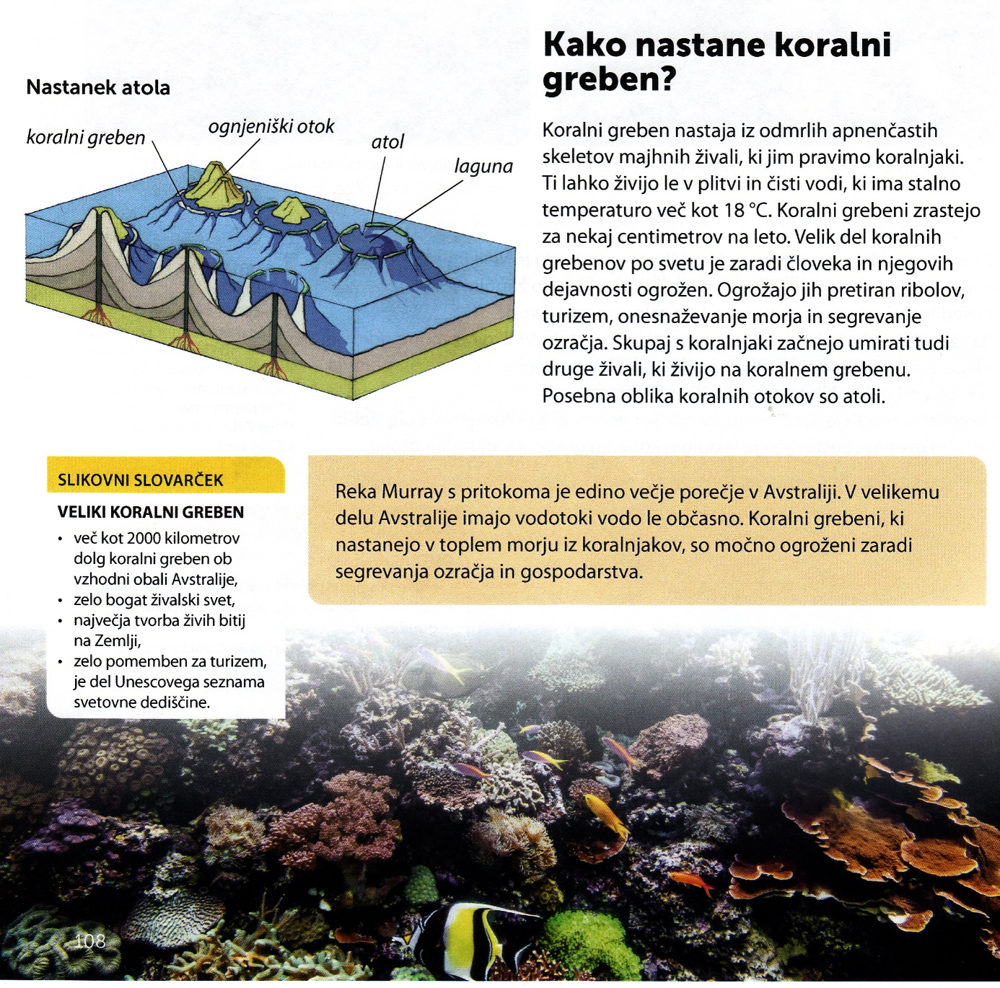 Kako nastane koralni
greben?
Nastanek atola
koralni greben
ognjeniški otok
atol
laguna
Koralni greben nastaja iz odmrlih apnenčastih
skeletov majhnih živali, ki jim pravimo koralnjaki.
Ti lahko živijo le v plitvi in čisti vodi, ki ima stalno
temperaturo več kot 18 °C. Koralni grebeni zrastejo
za nekaj centimetrov na leto. Velik del koralnih
grebenov po svetu je zaradi človeka in njegovih
dejavnosti ogrožen. Ogrožajo jih pretiran ribolov,
turizem, onesnaževanje morja in segrevanje
ozračja. Skupaj s koralnjaki začnejo umirati tudi
druge živali, ki živijo na koralnem grebenu.
Posebna oblika koralnih otokov so atoli.
SLIKOVNI SLOVARČEK
VELIKI KORALNI GREBEN
• več kot 2000 kilometrov
dolg koralni greben ob
vzhodni obali Avstralije,
• zelo bogat živalski svet,
• največja tvorba živih bitij
na Zemlji,
• zelo pomemben za turizem,
je del Unescovega seznama
svetovne dediščine.
Reka Murray s pritokoma je edino večje porečje v Avstraliji. V velikemu
delu Avstralije imajo vodotoki vodo le občasno. Koralni grebeni, ki
nastanejo v toplem morju iz koralnjakov, so močno ogroženi zaradi
segrevanja ozračja in gospodarstva.
108